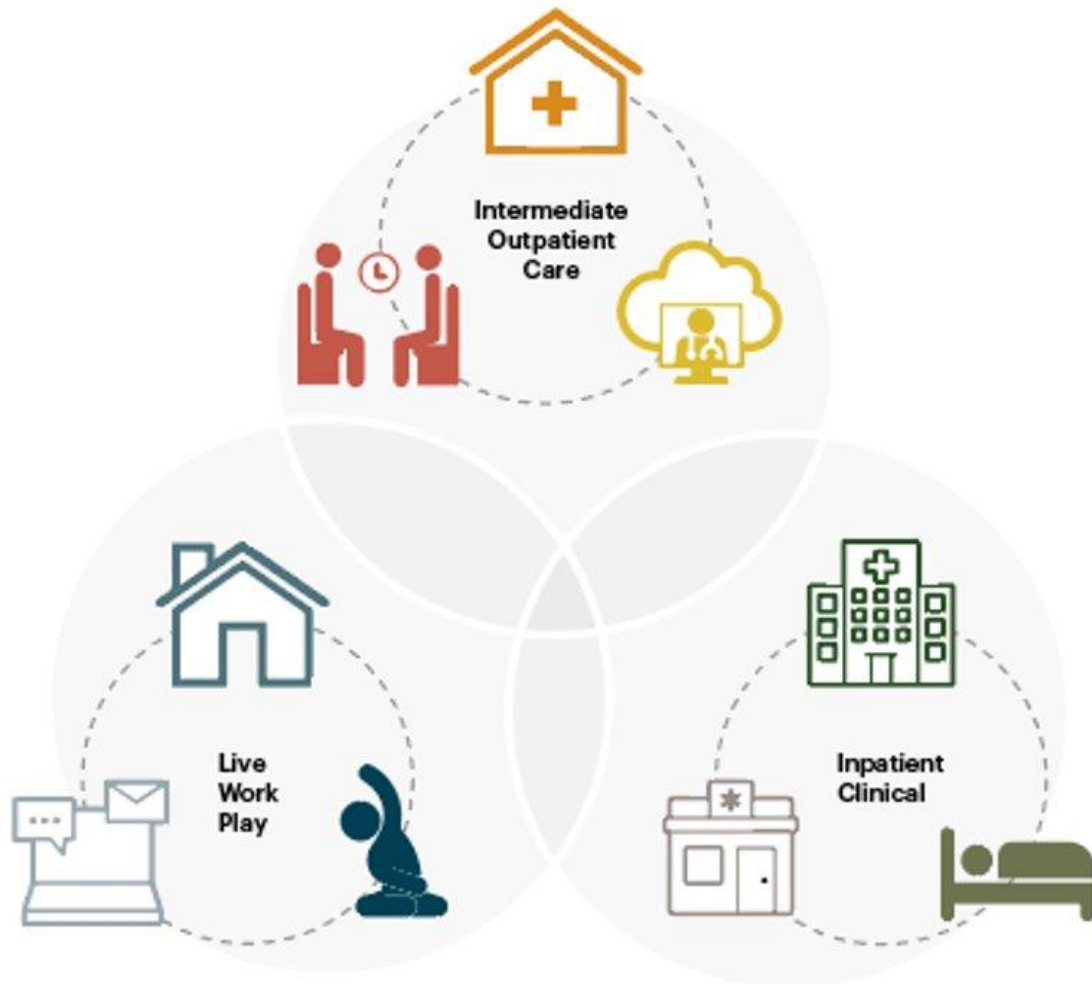 Intermediate
Outpatient
Care
Live
Work
Play
Inpatient
Clinical